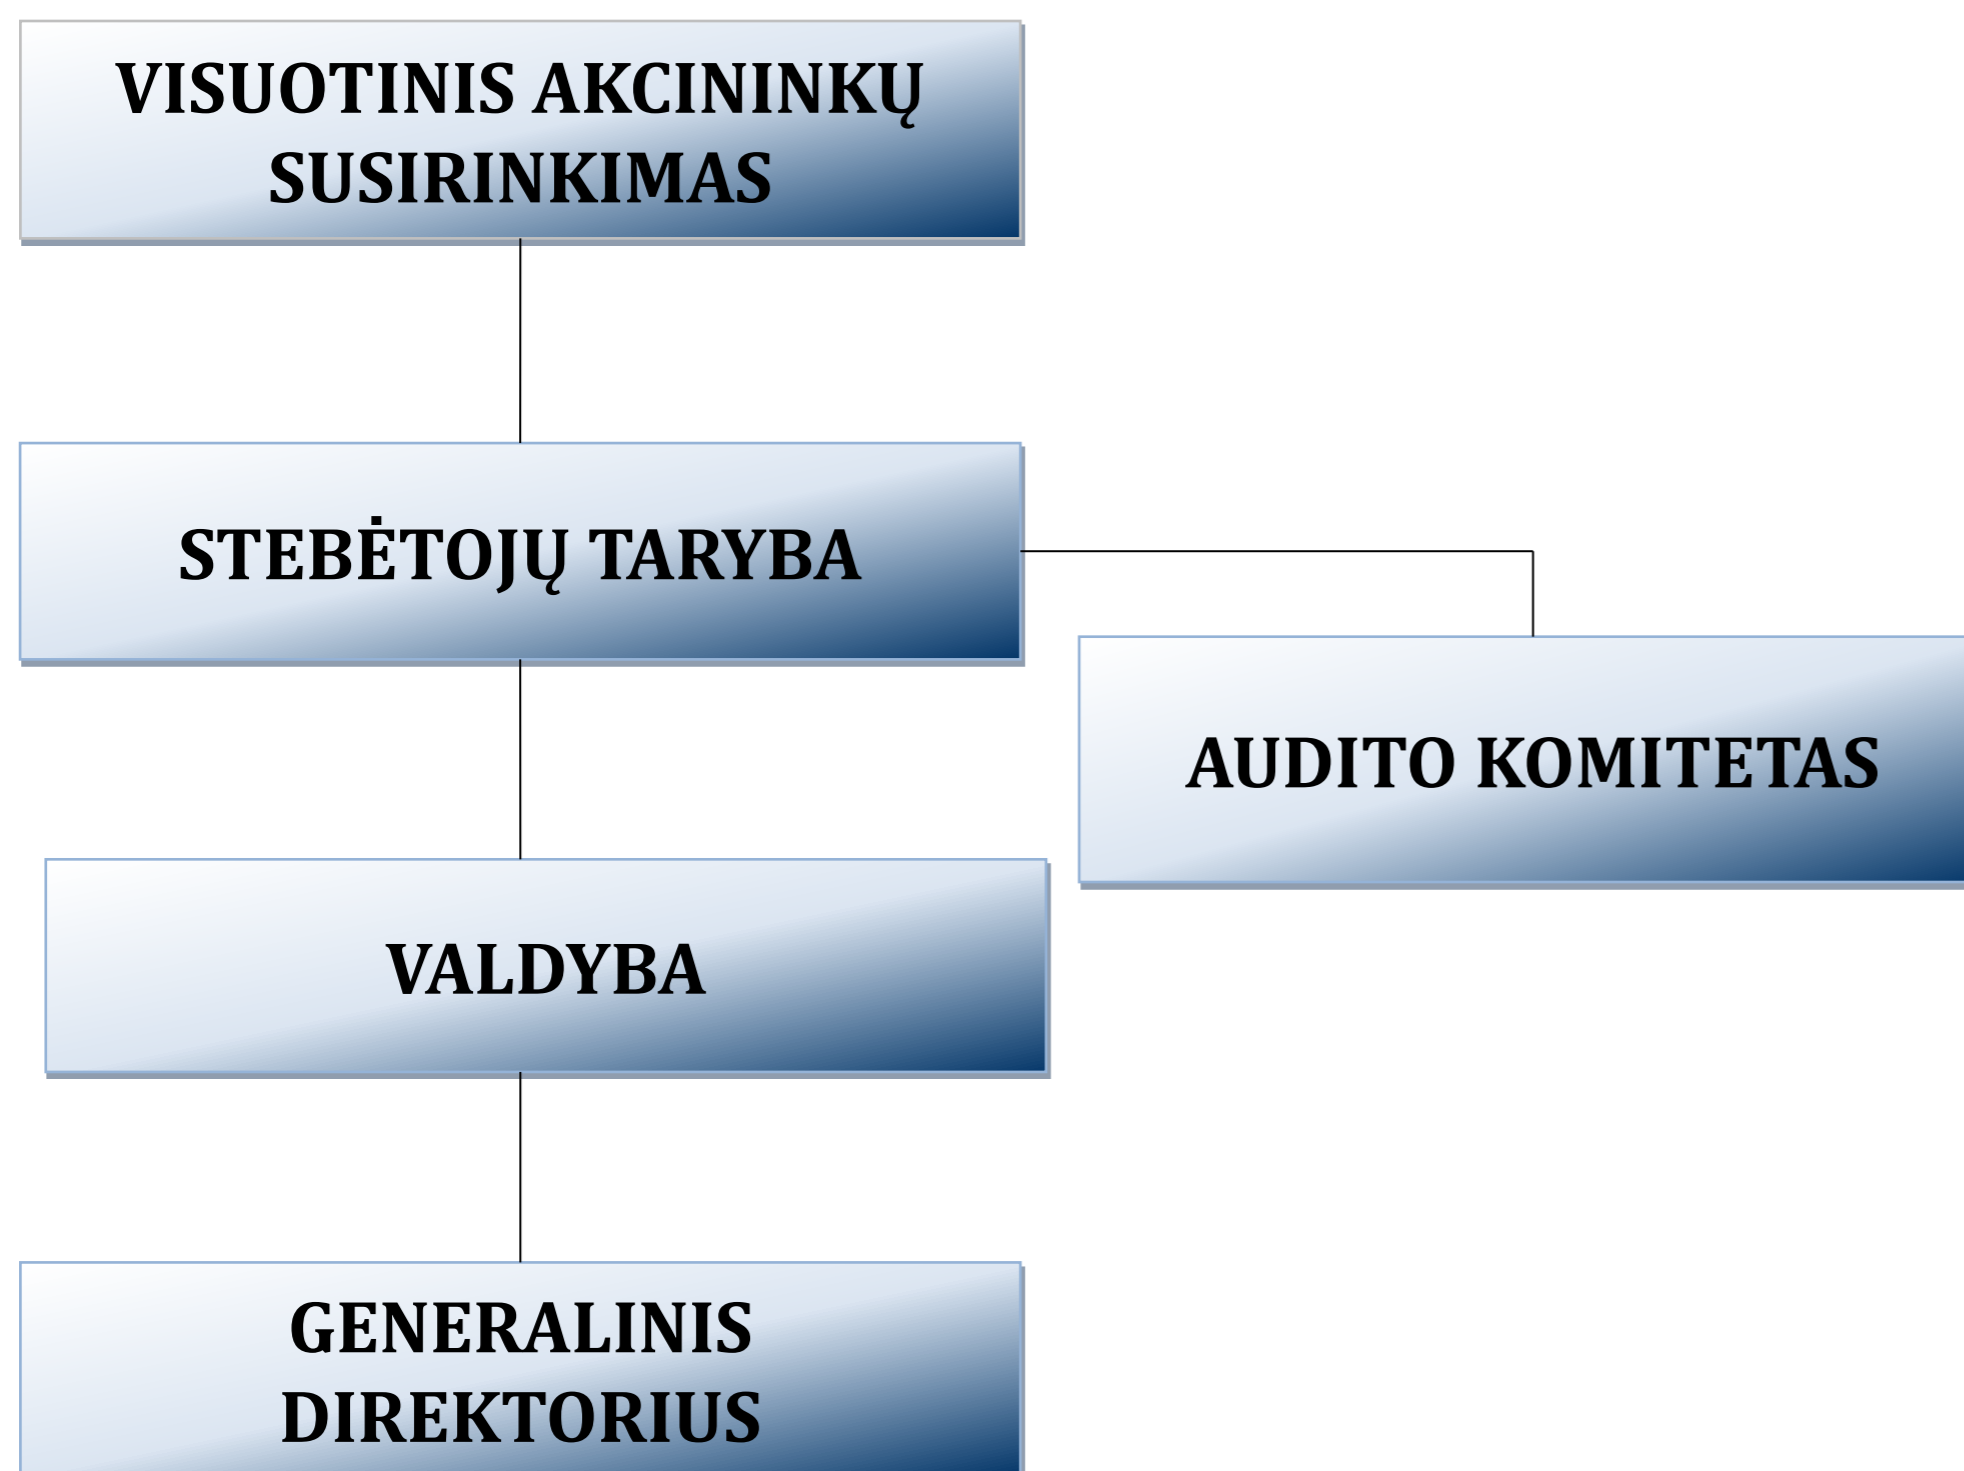 VISUOTINIS AKCININKŲ
SUSIRINKIMAS
STEBĖTOJŲ TARYBA
AUDITO KOMITETAS
VALDYBA
GENERALINIS
DIREKTORIUS